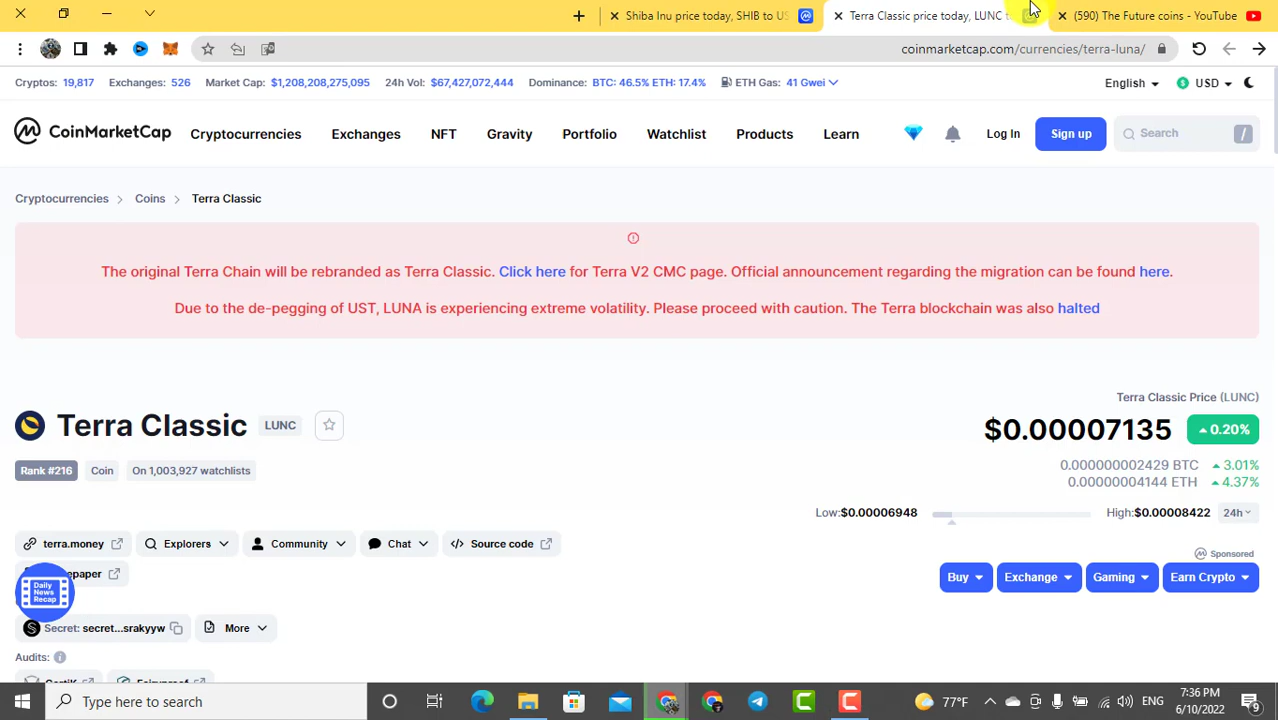 Shiba Inu price today, SHIB to US
Terra Classic price today, LUNC t
(590) The Future coins - YouTube
coinmarketcap.com/currencies/terra-luna/
Cryptos: 19,817 Exchanges: 526 Market Cap: $1,208,208,275,095 24h Vol: $67,427,072,444 Dominance: BTC: 46.5% ETH: 17.4% ETH Gas: 41 Gwei English USD
CoinMarketCap Cryptocurrencies Exchanges NFT Gravity Portfolio Watchlist Products Learn Log In Sign up Search /
Cryptocurrencies > Coins > Terra Classic
The original Terra Chain will be rebranded as Terra Classic. Click here for Terra V2 CMC page. Official announcement regarding the migration can be found here.
Due to the de-pegging of UST, LUNA is experiencing extreme volatility. Please proceed with caution. The Terra blockchain was also halted
Terra Classic Price (LUNC)
Terra Classic LUNC
$0.00007135 0.20%
Rank #216 Coin On 1,003,927 watchlists
0.000000002429 BTC 3.01%
0.00000004144 ETH 4.37%
Low: $0.00006948 High: $0.00008422 24h
terra.money Explorers Community Chat Source code
Sponsored
Buy Exchange Gaming Earn Crypto
Daily
News
Recap
Secret: secret...srakyyw More
Audits:
Type here to search
77°F ENG
7:36 PM
6/10/2022
9